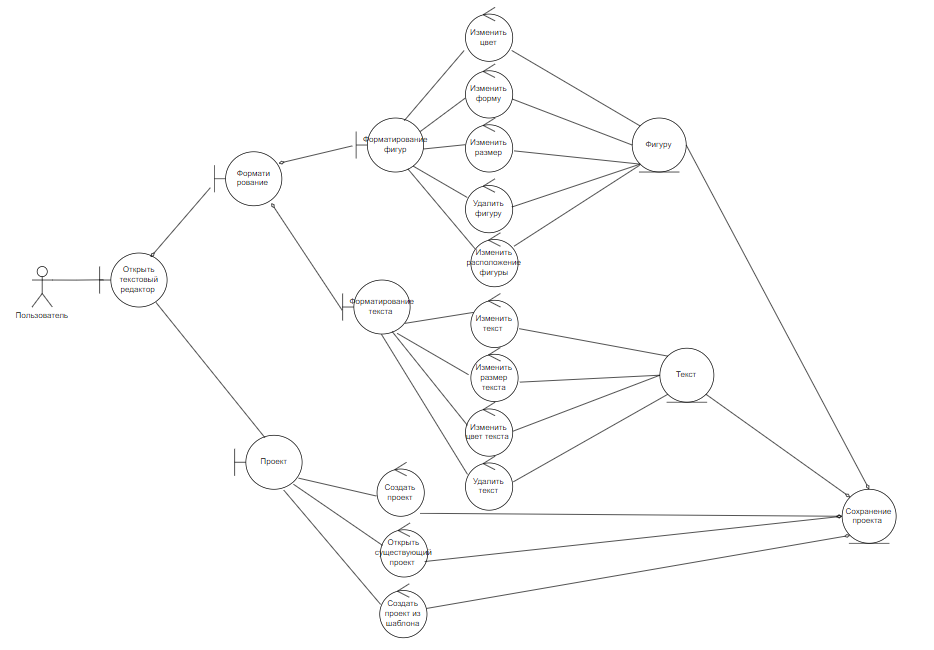 Изменить
цвет
Изменить
форму
Форматирование
фигур
Изменить
размер
Фигуру
Формати
рование
Удалить
фигуру
Изменить
расположение
фигуры
Открыть
текстовый
редактор
Пользователь
Форматирование
текста
Изменить
текст
Изменить
размер
текста
Текст
Изменить
цвет текста
Проект
Удалить
текст
Создать
проект
Сохранение
проекта
Открыть
существующий
проект
Создать
проект из
шаблона